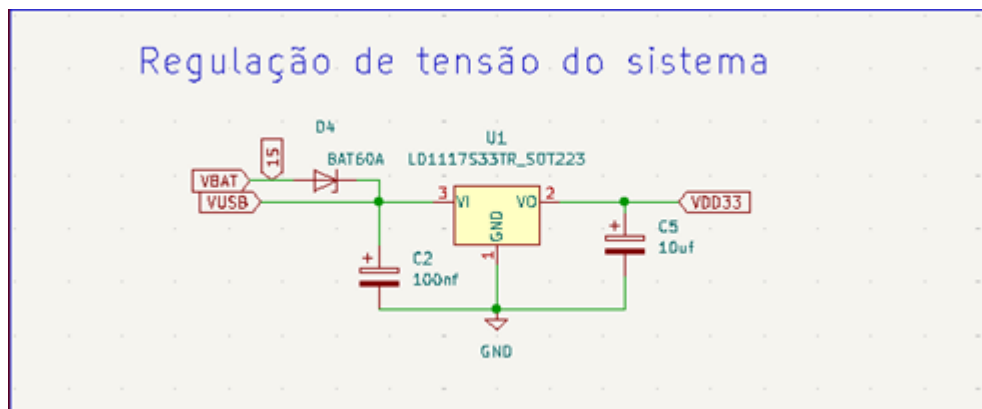 Regulação de tensão do sistema
D4
U1
BAT60A
LD1117S33TR_SOT223
1S
VBAT
VUSB
3
VI
VO
2
VDD33
GND
1
C2
100nf
C5
10uf
GND